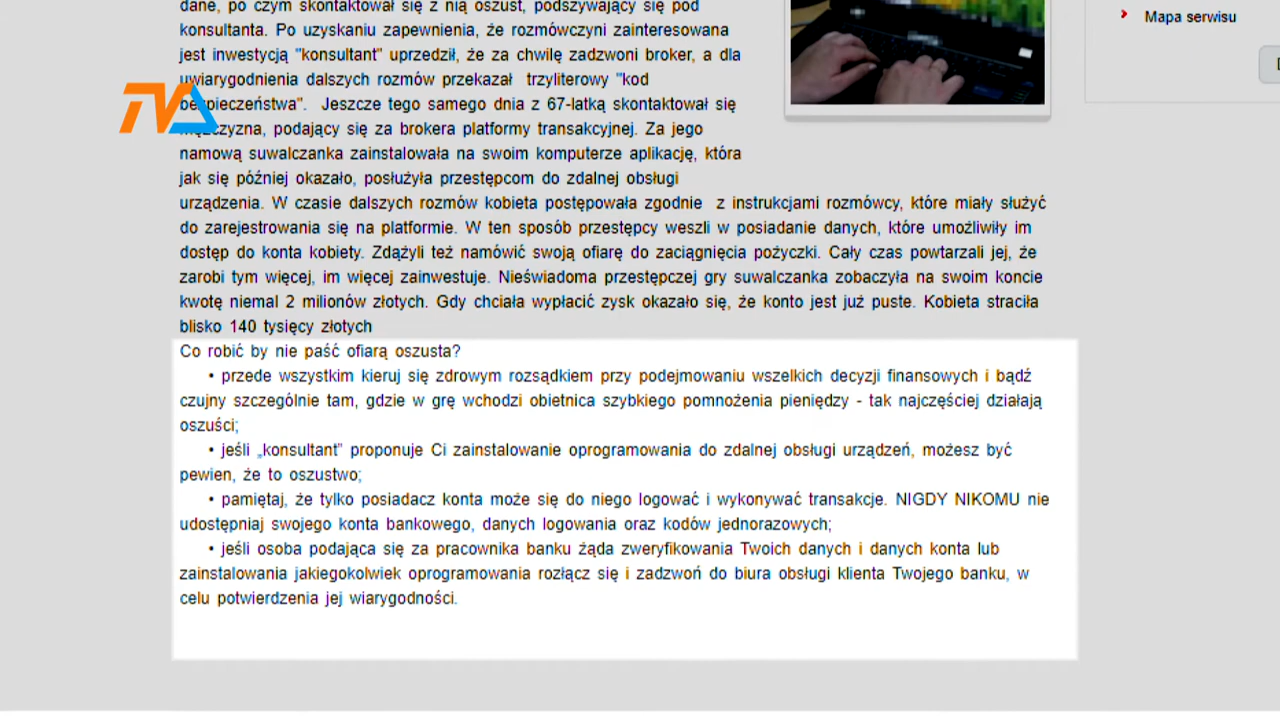 dane, po czym skontaktował się z nią oszust, podszywający się pod
konsultanta. Po uzyskaniu zapewnienia, że rozmówczyni zainteresowana
jest inwestycją "konsultant" uprzedził, że za chwilę zadzwoni broker, a dla
uwiarygodnienia dalszych rozmów przekazał trzyliterowy "kod
bezpieczeństwa". Jeszcze tego samego dnia z 67-latką skontaktował się
mężczyzna, podający się za brokera platformy transakcyjnej. Za jego
namową suwalczanka zainstalowała na swoim komputerze aplikację, która
jak się później okazało, posłużyła przestępcom do zdalnej obsługi
urządzenia. W czasie dalszych rozmów kobieta postępowała zgodnie z instrukcjami rozmówcy, które miały służyć
do zarejestrowania się na platformie. W ten sposób przestępcy weszli w posiadanie danych, które umożliwiły im
dostęp do konta kobiety. Zdążyli też namówić swoją ofiarę do zaciągnięcia pożyczki. Cały czas powtarzali jej, że
zarobi tym więcej, im więcej zainwestuje. Nieświadoma przestępczej gry suwalczanka zobaczyła na swoim koncie
kwotę niemal 2 milionów złotych. Gdy chciała wypłacić zysk okazało się, że konto jest już puste. Kobieta straciła
blisko 140 tysięcy złotych
Co robić by nie paść ofiarą oszusta?
• przede wszystkim kieruj się zdrowym rozsądkiem przy podejmowaniu wszelkich decyzji finansowych i bądź
czujny szczególnie tam, gdzie w grę wchodzi obietnica szybkiego pomnożenia pieniędzy - tak najczęściej działają
oszuści;
• jeśli „konsultant” proponuje Ci zainstalowanie oprogramowania do zdalnej obsługi urządzeń, możesz być
pewien, że to oszustwo;
• pamiętaj, że tylko posiadacz konta może się do niego logować i wykonywać transakcje. NIGDY NIKOMU nie
udostępniaj swojego konta bankowego, danych logowania oraz kodów jednorazowych;
• jeśli osoba podająca się za pracownika banku żąda zweryfikowania Twoich danych i danych konta lub
zainstalowania jakiegokolwiek oprogramowania rozłącz się i zadzwoń do biura obsługi klienta Twojego banku, w
celu potwierdzenia jej wiarygodności.
Mapa serwisu